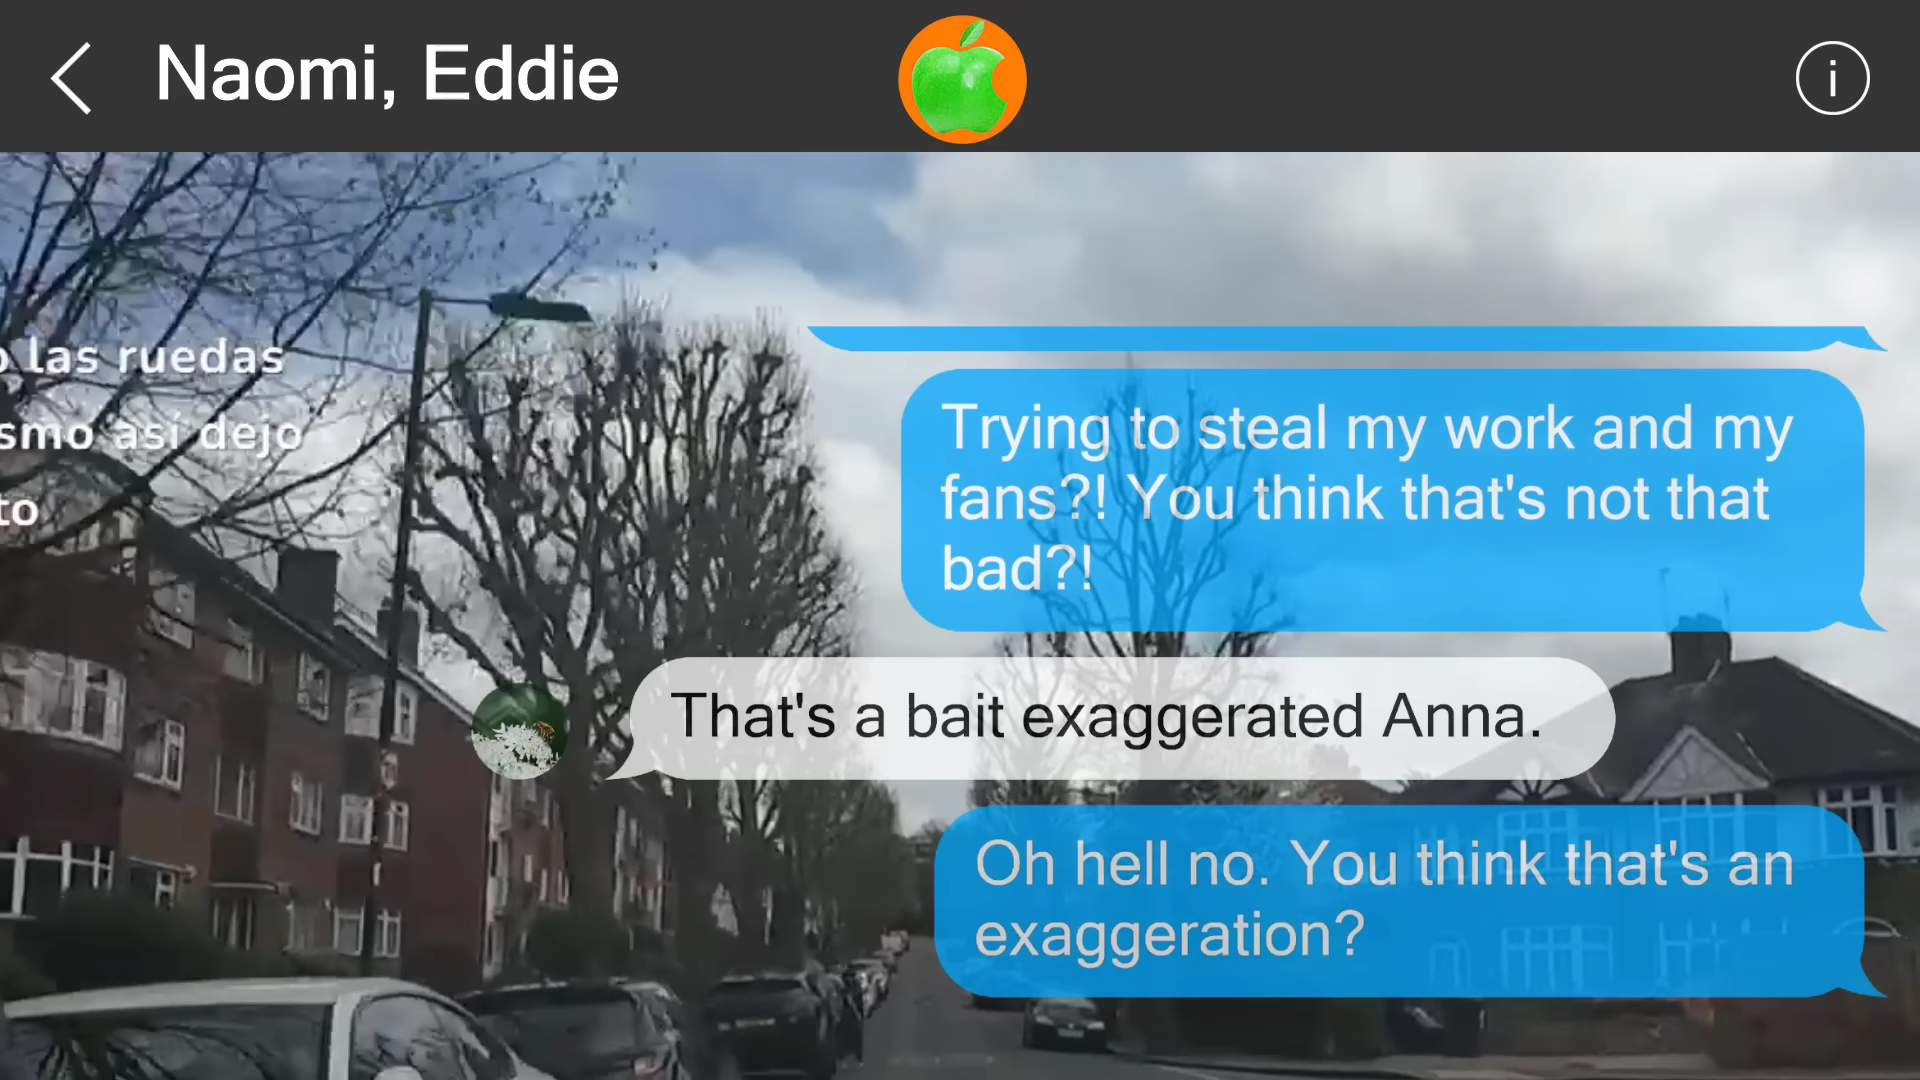 Naomi, Eddie
las ruedas
smo así dejo
to
Trying to steal my work and my
fans?! You think that's not that
bad?!
That's a bait exaggerated Anna.
Oh hell no. You think that's an
exaggeration?